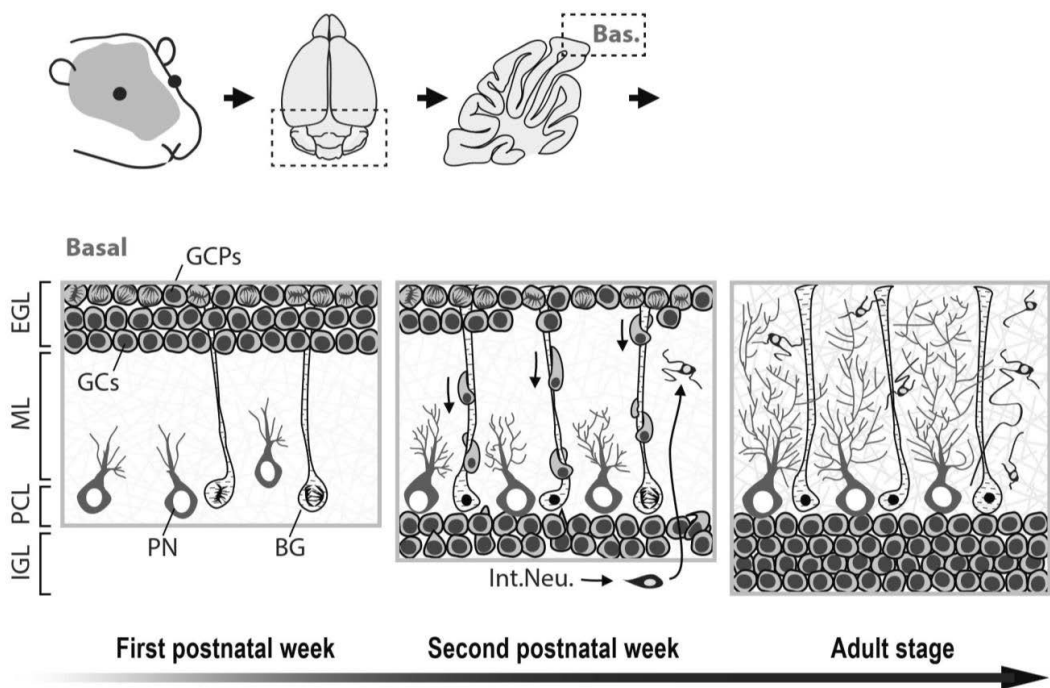 Bas.
Basal
GCPs
EGL
GCs
ML
PCL
PN
BG
IGL
Int.Neu.
First postnatal week
Second postnatal week
Adult stage